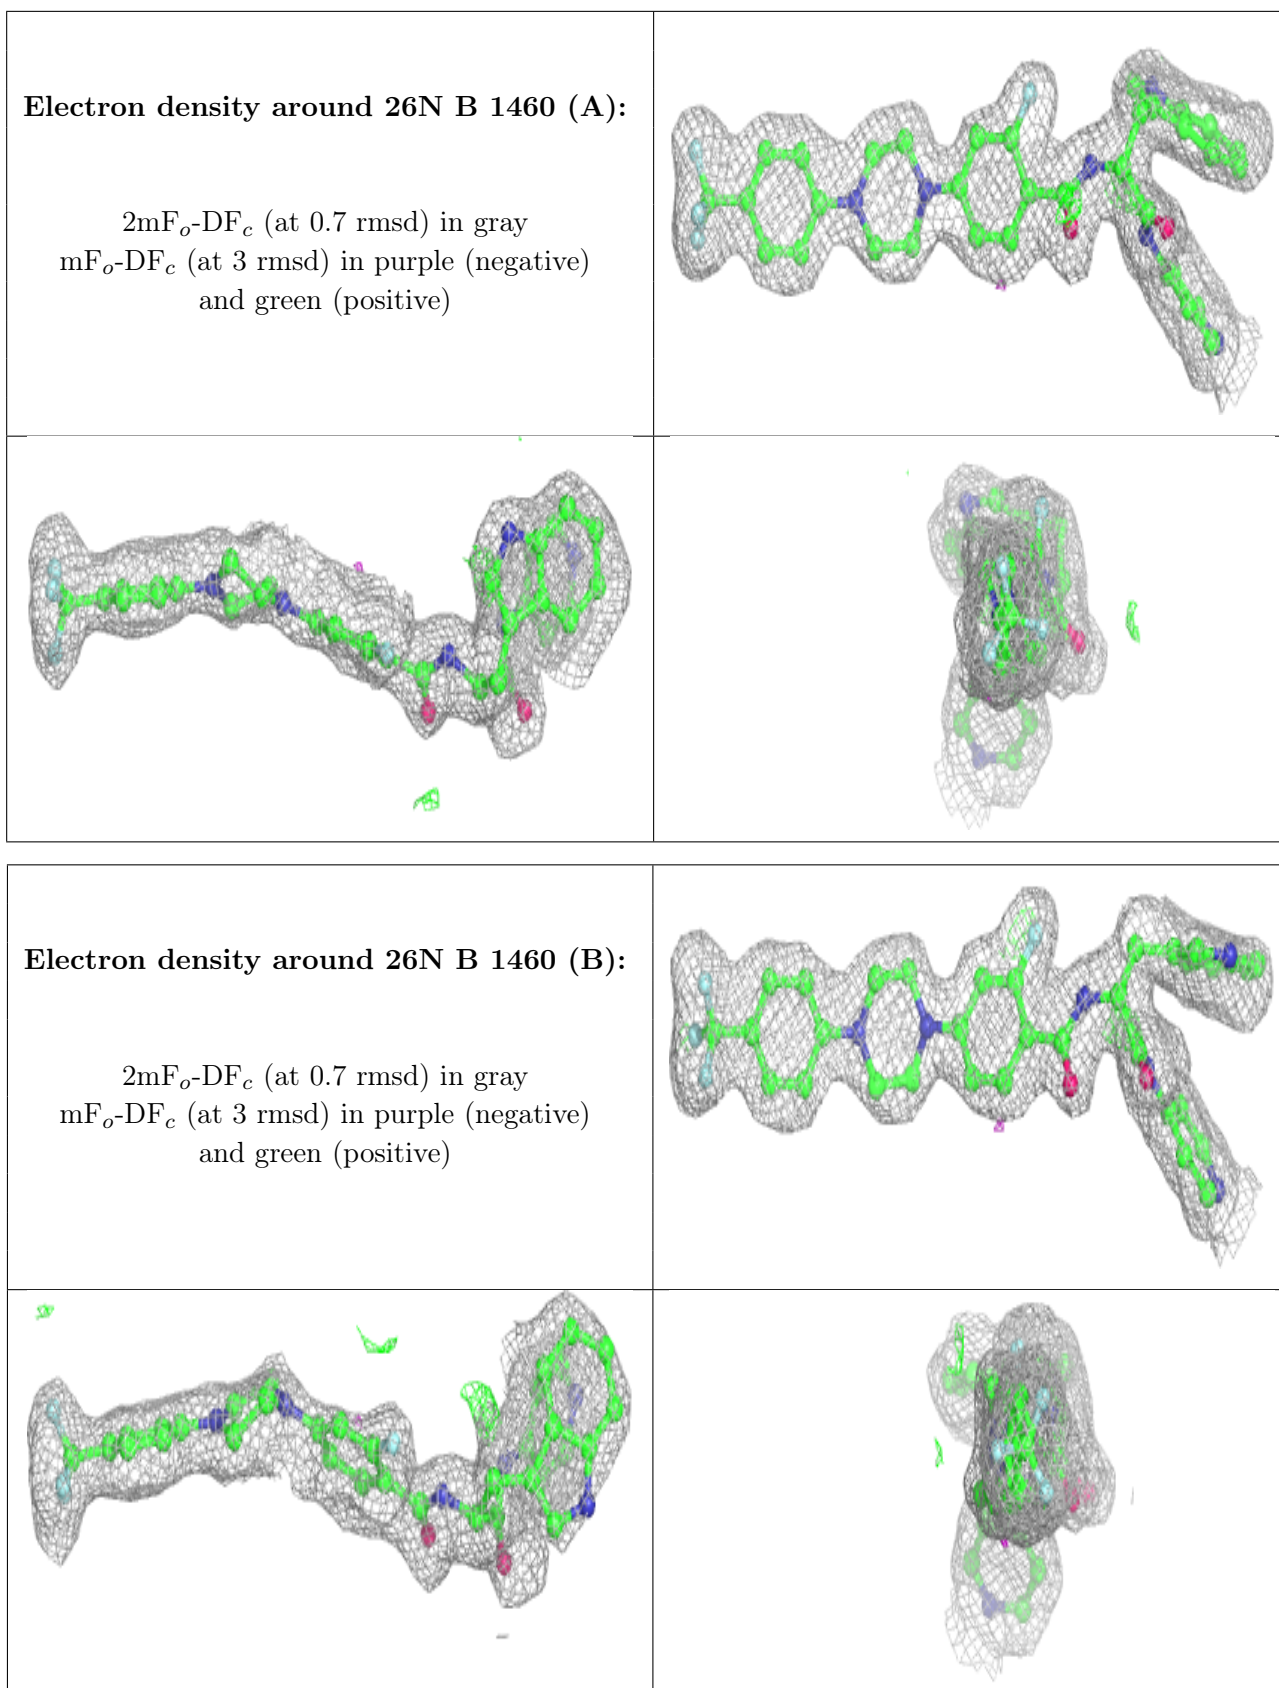 Electron density around 26N B 1460 (A):
2mFo-DFc (at 0.7 rmsd) in gray
mFo-DFc (at 3 rmsd) in purple (negative)
and green (positive)
Electron density around 26N B 1460 (B):
2mFo-DFc (at 0.7 rmsd) in gray
mFo-DFc (at 3 rmsd) in purple (negative)
and green (positive)